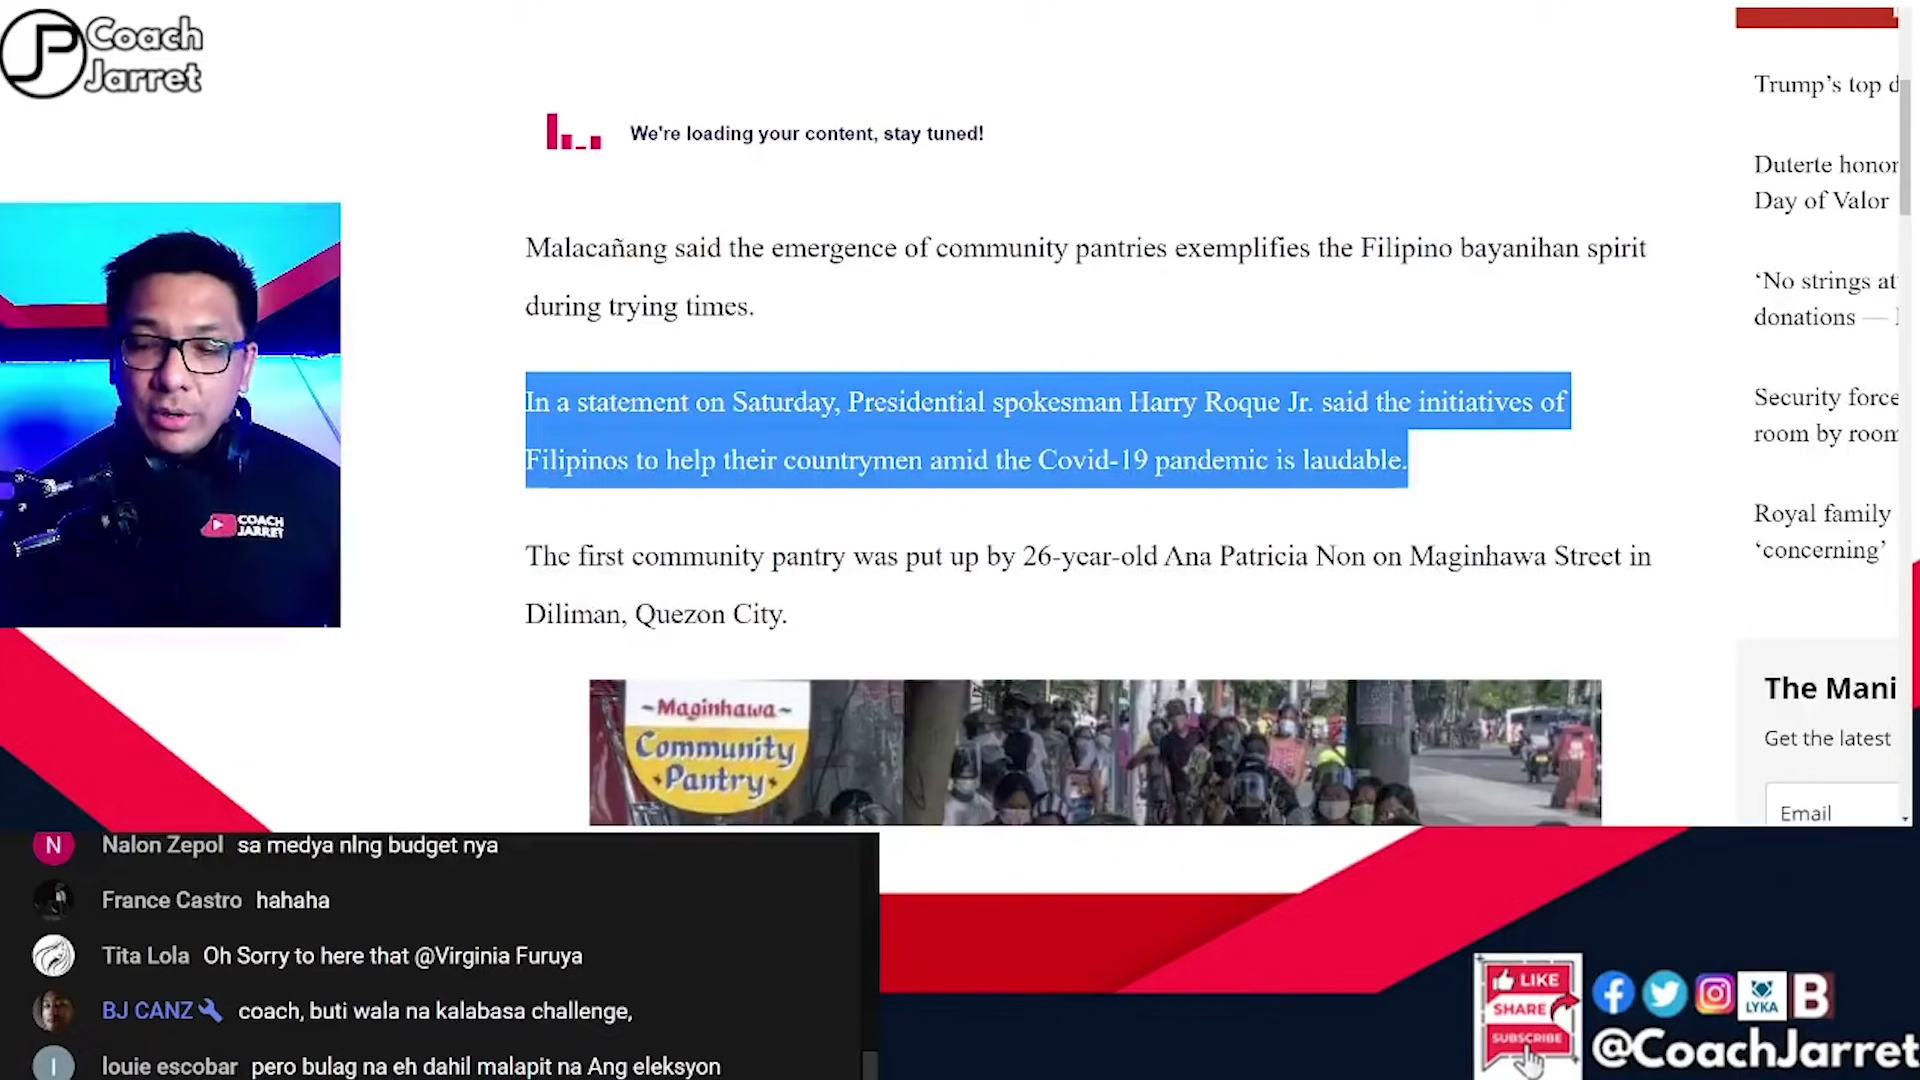 Coach
Jarret
We're loading your content, stay tuned!
Malacañang said the emergence of community pantries exemplifies the Filipino bayanihan spirit
during trying times.
In a statement on Saturday, Presidential spokesman Harry Roque Jr. said the initiatives of
Filipinos to help their countrymen amid the Covid-19 pandemic is laudable.
The first community pantry was put up by 26-year-old Ana Patricia Non on Maginhawa Street in
Diliman, Quezon City.
~Maginhawa~
Community
Pantry
COACH
JARRET
Trump's top d
Duterte honor
Day of Valor
'No strings at
donations —
Security force
room by room
Royal family
'concerning'
The Mani
Get the latest
Email
N Nalon Zepol sa medya nlng budget nya
France Castro hahaha
Tita Lola Oh Sorry to here that @Virginia Furuya
BJ CANZ coach, buti wala na kalabasa challenge,
l louie escobar pero bulag na eh dahil malapit na Ang eleksyon
LIKE
SHARE
SUBSCRIBE
LYKA
B
@CoachJarret